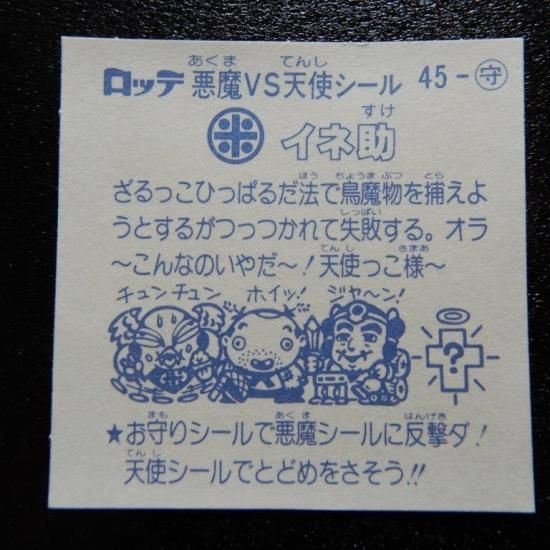 ロッテ 悪魔VS天使シール 45-守
あくま てんし
米 イネ助
すけ
ざるっこひっぱるだ法で鳥魔物を捕えよ
ほう ちょうまぶつ とら
うとするがつっつかれて失敗する。オラ
しっぱい
〜こんなのいやだ〜!天使っこ様〜
てんし さまあ
チュンチュン ホイッ! ジャ〜ン!
?
★お守りシールで悪魔シールに反撃ダ!
まも あくま はんげき
天使シールでとどめをさそう!!
てんし